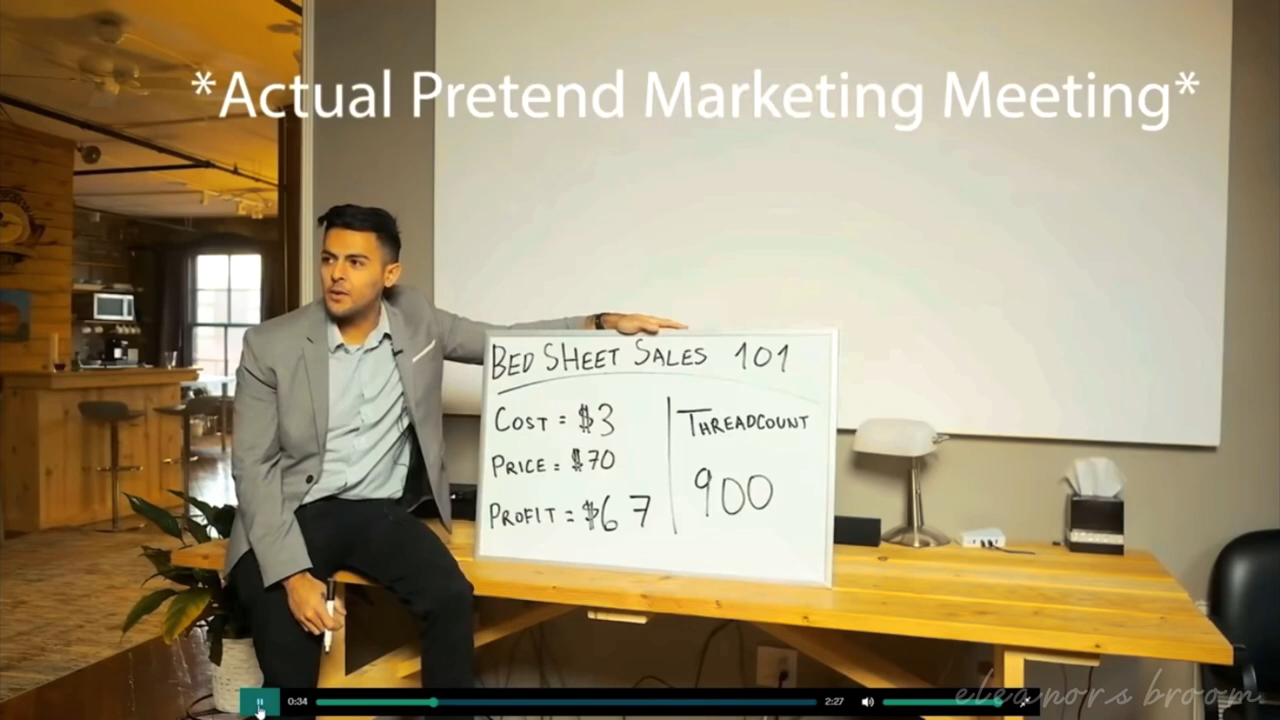 *Actual Pretend Marketing Meeting*
BED SHEET SALES 101
COST = $3
PRICE = $70
PROFIT = $67
THREADCOUNT
900
0:34
2:27
eleanors broom